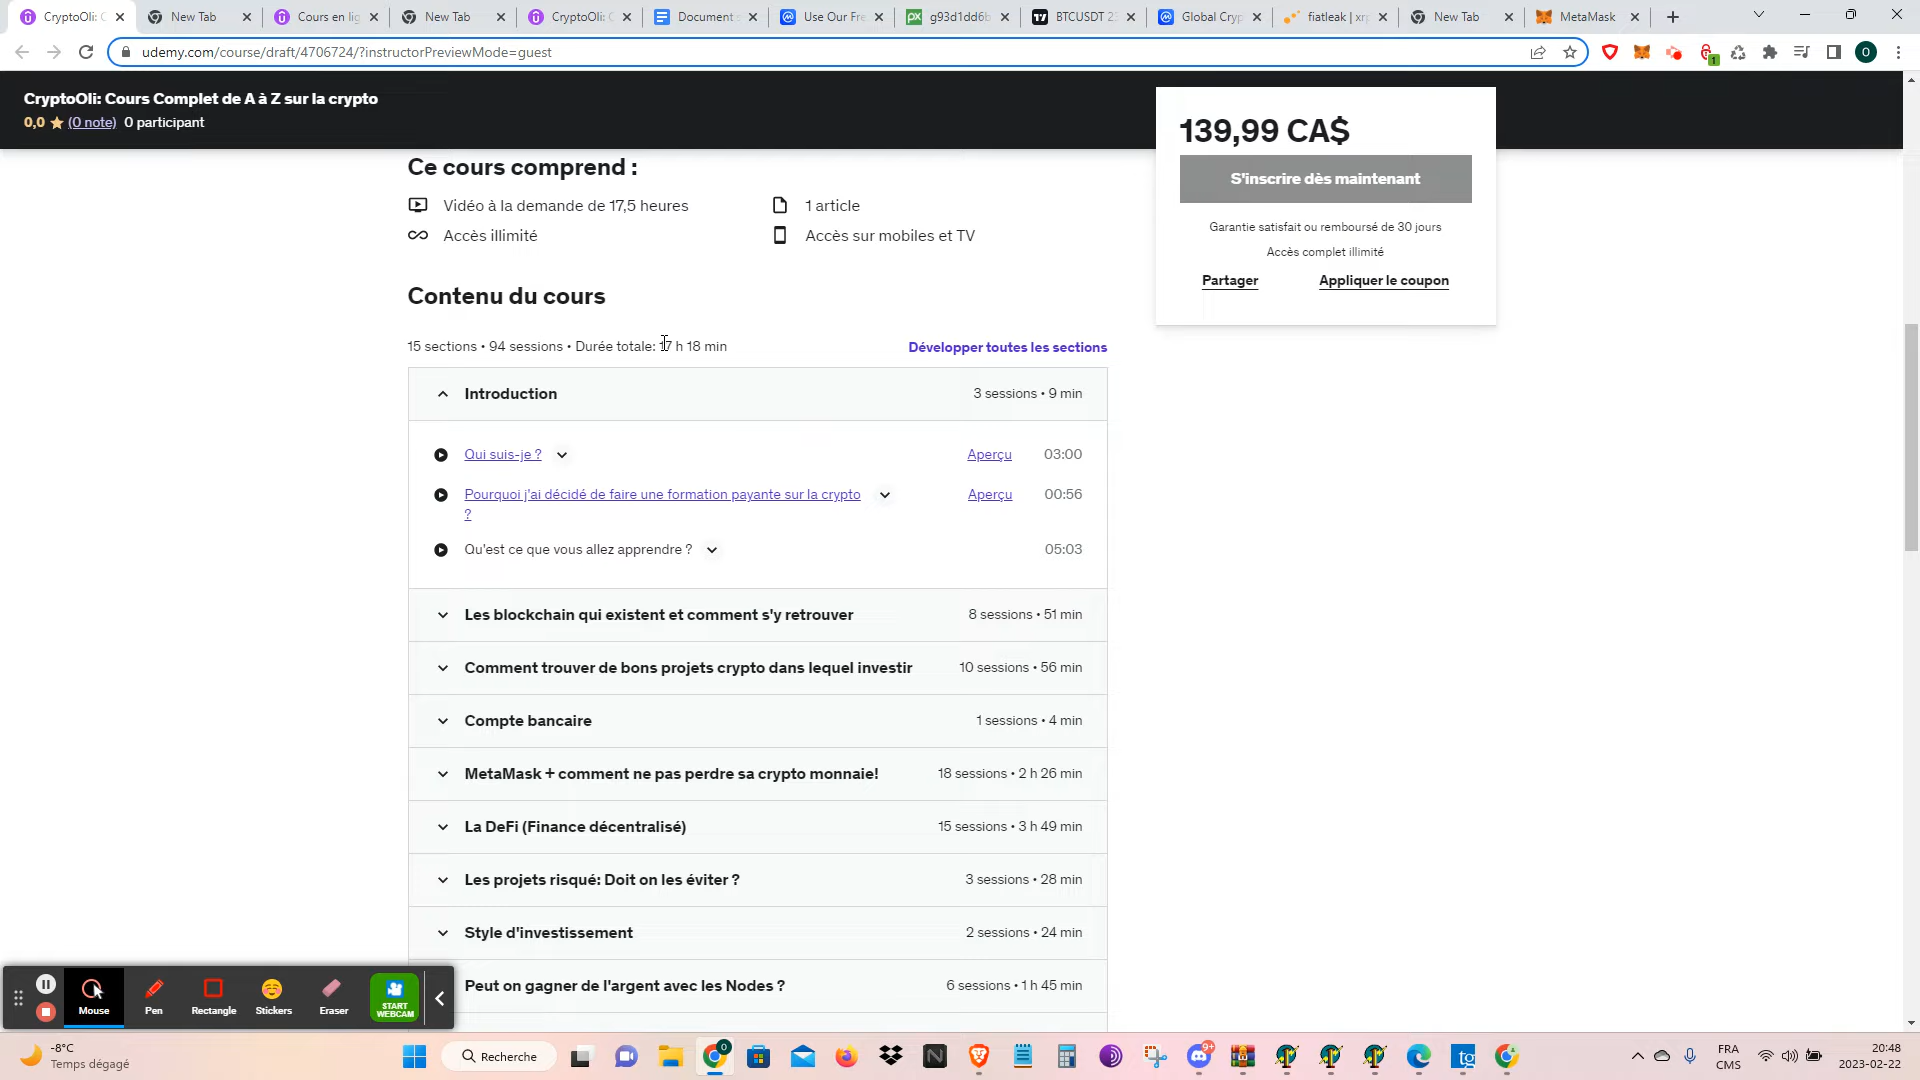 CryptoOli: C
New Tab
Cours en lig
New Tab
CryptoOli: C
Document s
Use Our Fre
g93d1dd6b
BTCUSDT 23
Global Cryp
fiatleak | xrp
New Tab
MetaMask
udemy.com/course/draft/4706724/?instructorPreviewMode=guest
1
O
CryptoOli: Cours Complet de A à Z sur la crypto
0,0 (0 note) 0 participant
139,99 CA$
S'inscrire dès maintenant
Garantie satisfait ou remboursé de 30 jours
Accès complet illimité
Partager
Appliquer le coupon
Ce cours comprend :
Vidéo à la demande de 17,5 heures
1 article
Accès illimité
Accès sur mobiles et TV
Contenu du cours
15 sections • 94 sessions • Durée totale: 17 h 18 min
Développer toutes les sections
Introduction
3 sessions • 9 min
Qui suis-je ?
Aperçu
03:00
Pourquoi j'ai décidé de faire une formation payante sur la crypto
?
Aperçu
00:56
Qu'est ce que vous allez apprendre ?
05:03
Les blockchain qui existent et comment s'y retrouver
8 sessions • 51 min
Comment trouver de bons projets crypto dans lequel investir
10 sessions • 56 min
Compte bancaire
1 sessions • 4 min
MetaMask + comment ne pas perdre sa crypto monnaie!
18 sessions • 2 h 26 min
La DeFi (Finance décentralisé)
15 sessions • 3 h 49 min
Les projets risqué: Doit on les éviter ?
3 sessions • 28 min
Style d'investissement
2 sessions • 24 min
Peut on gagner de l'argent avec les Nodes ?
6 sessions • 1 h 45 min
Mouse
Pen
Rectangle
Stickers
Eraser
START
WEBCAM
-8°C
Temps dégagé
Recherche
0
9+
tg
FRA
CMS
20:48
2023-02-22